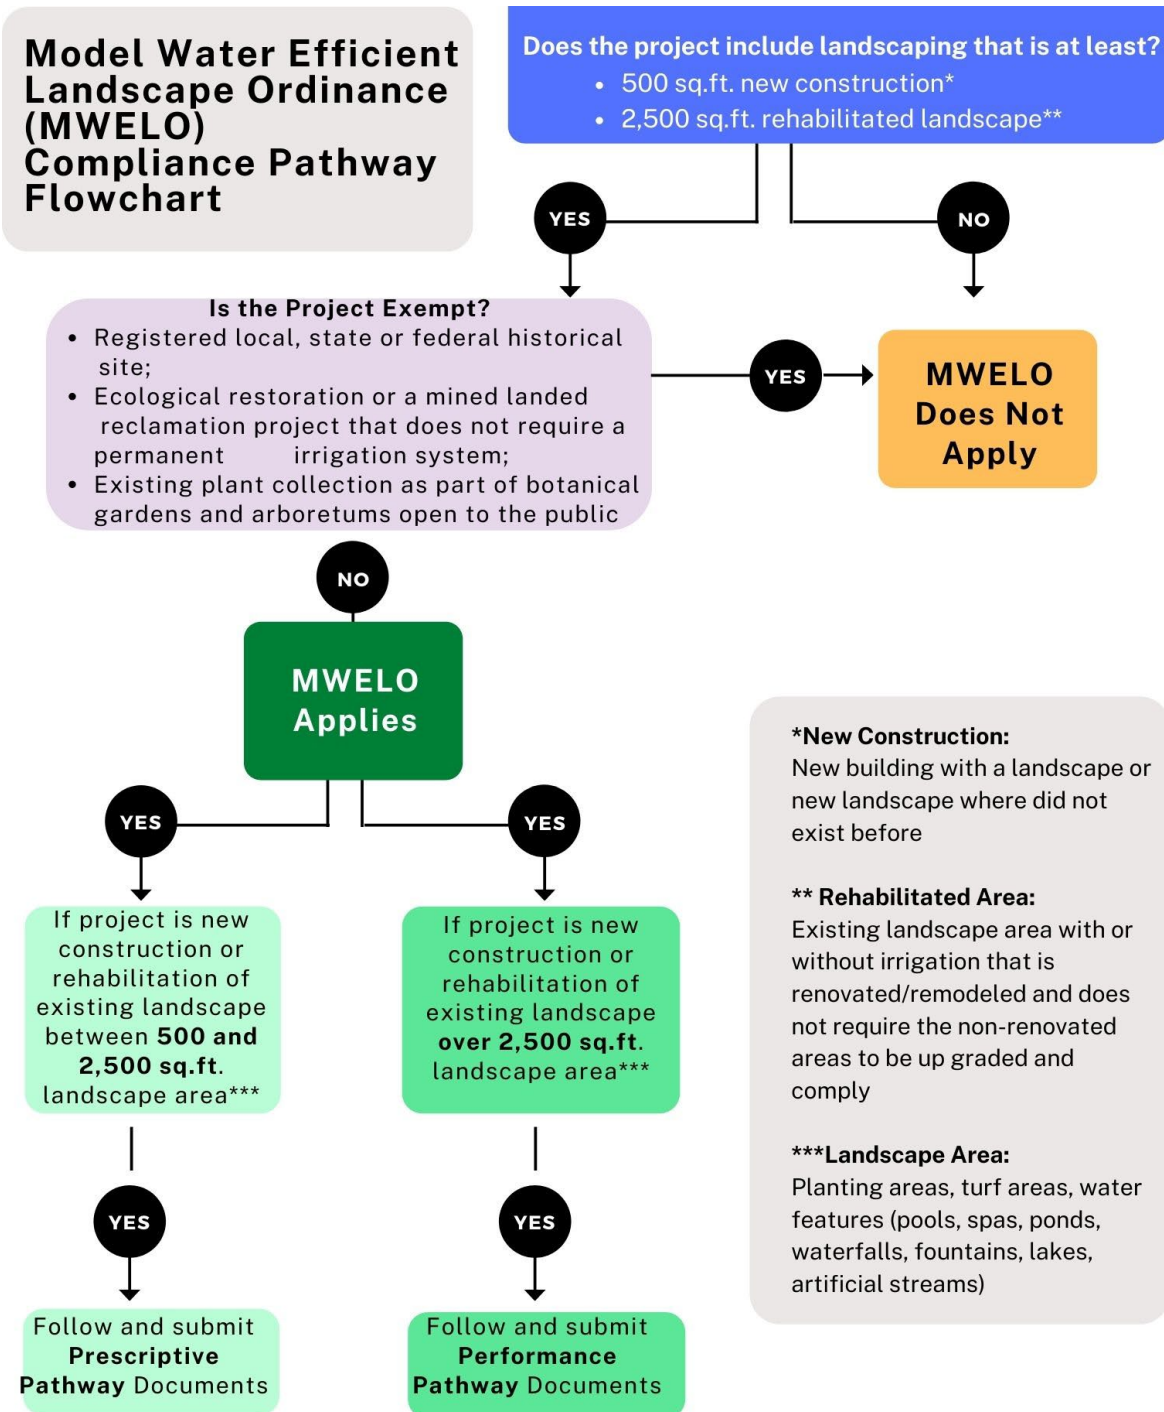 Model Water Efficient
Landscape Ordinance
(MWELO)
Compliance Pathway
Flowchart
Does the project include landscaping that is at least?
• 500 sq.ft. new construction*
• 2,500 sq.ft. rehabilitated landscape**
YES
NO
Is the Project Exempt?
• Registered local, state or federal historical
site;
• Ecological restoration or a mined landed
reclamation project that does not require a
permanent irrigation system;
• Existing plant collection as part of botanical
gardens and arboretums open to the public
YES
MWELO
Does Not
Apply
NO
MWELO
Applies
YES
YES
If project is new
construction or
rehabilitation of
existing landscape
between 500 and
2,500 sq.ft.
landscape area***
If project is new
construction or
rehabilitation of
existing landscape
over 2,500 sq.ft.
landscape area***
YES
YES
Follow and submit
Prescriptive
Pathway Documents
Follow and submit
Performance
Pathway Documents
*New Construction:
New building with a landscape or
new landscape where did not
exist before
** Rehabilitated Area:
Existing landscape area with or
without irrigation that is
renovated/remodeled and does
not require the non-renovated
areas to be up graded and
comply
***Landscape Area:
Planting areas, turf areas, water
features (pools, spas, ponds,
waterfalls, fountains, lakes,
artificial streams)